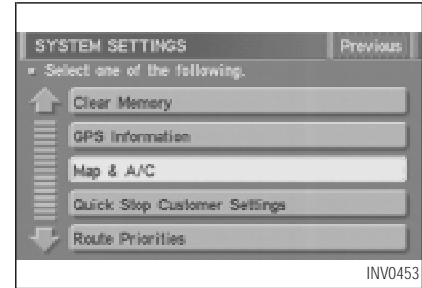 SYSTEM SETTINGS Previous
Select one of the following.
Clear Memory
GPS Information
Map & A/C
Quick Stop Customer Settings
Route Priorities
INV0453